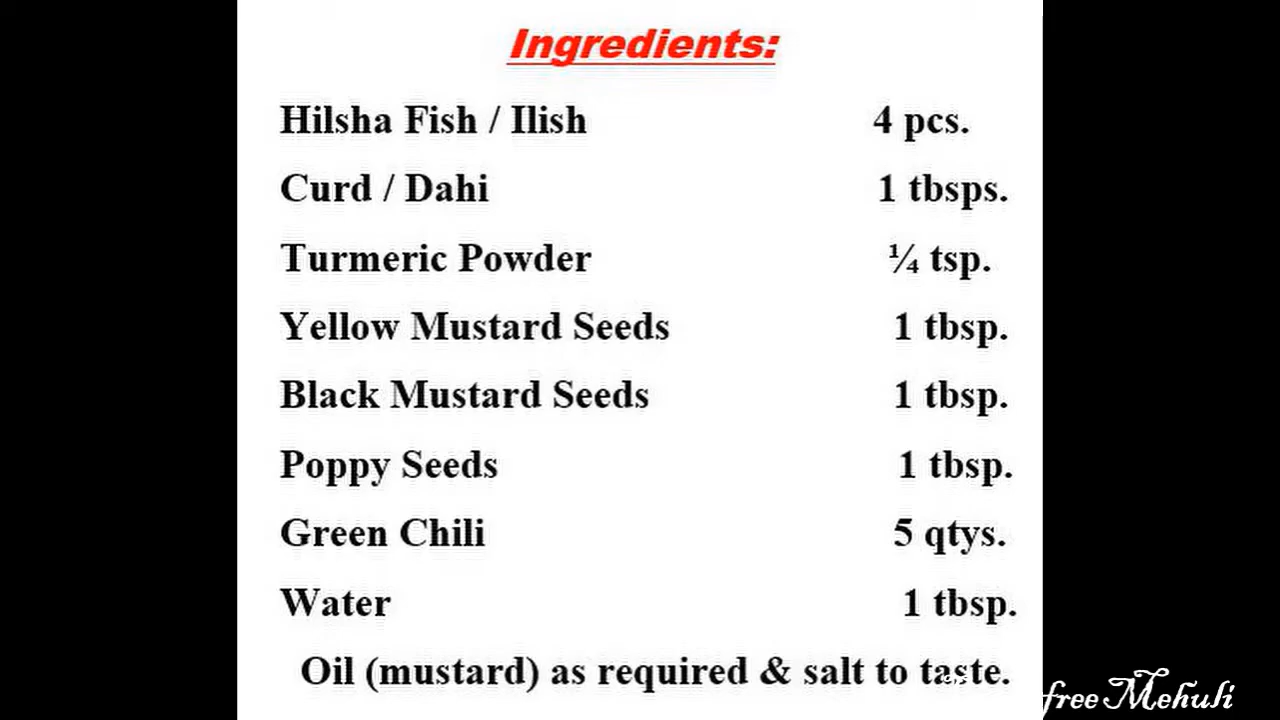 Ingredients:
Hilsha Fish / Ilish 4 pcs.
Curd / Dahi 1 tbsps.
Turmeric Powder ¼ tsp.
Yellow Mustard Seeds 1 tbsp.
Black Mustard Seeds 1 tbsp.
Poppy Seeds 1 tbsp.
Green Chili 5 qtys.
Water 1 tbsp.
Oil (mustard) as required & salt to taste.
free Mehuli